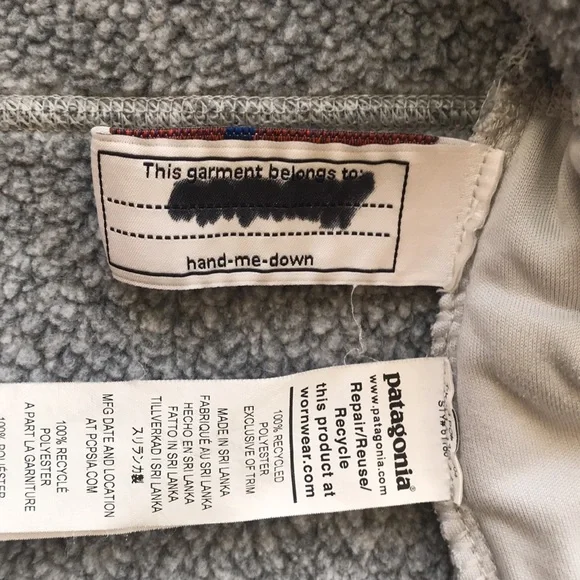 This garment belongs to:
hand-me-down
patagonia®
www.patagonia.com
Repair/Reuse/
Recycle
this product at
wornwear.com
100% RECYCLED
POLYESTER
EXCLUSIVE OF TRIM
MADE IN SRI LANKA
FABRIQUÉ AU SRI LANKA
HECHO EN SRI LANKA
FATTO IN SRI LANKA
TILLVERKAD I SRI LANKA
スリランカ製
MFG DATE AND LOCATION
AT POPSIA.COM
100% RECYCLÉ
POLYESTER
A PART LA GARNITURE